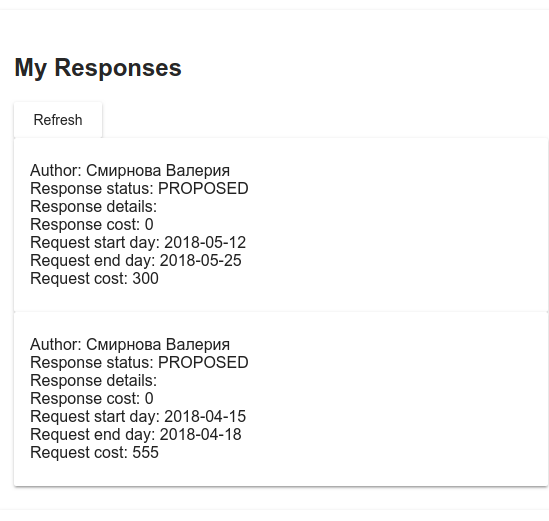 My Responses
Refresh
Author: Смирнова Валерия
Response status: PROPOSED
Response details:
Response cost: 0
Request start day: 2018-05-12
Request end day: 2018-05-25
Request cost: 300
Author: Смирнова Валерия
Response status: PROPOSED
Response details:
Response cost: 0
Request start day: 2018-04-15
Request end day: 2018-04-18
Request cost: 555